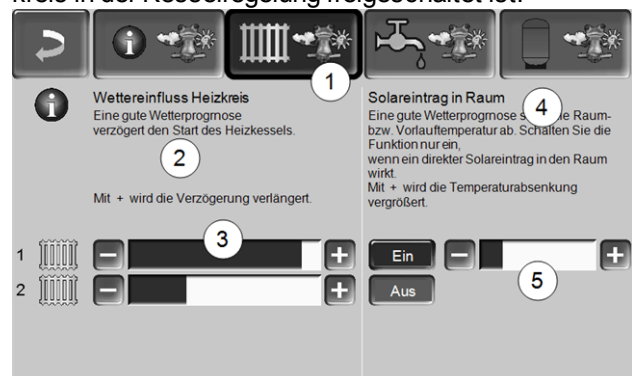 kreis in der Kesselregelung freigeschaltet ist.
1
Wettereinfluss Heizkreis
Eine gute Wetterprogrnose
verzögert den Start des Heizkessels.
2
Mit + wird die Verzögerung verlängert.
Solareintrag in Raum
4
Eine gute Wetterprognose s ie Raum-
bzw. Vorlauftemperatur ab. Schalten Sie die
Funktion nur ein,
wenn ein direkter Solareintrag in den Raum
wirkt.
Mit + wird die Temperaturabsenkung
vergrößert.
3
1 − +
Ein − +
5
2 − +
Aus